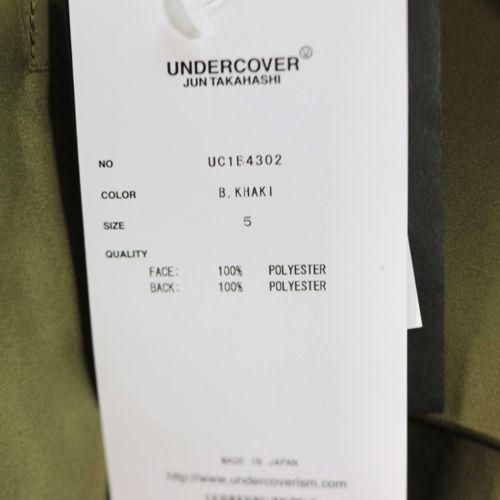 UNDERCOVER
JUN TAKAHASHI
NO UC1B4302
COLOR B.KHAKI
SIZE 5
QUALITY
FACE: 100% POLYESTER
BACK: 100% POLYESTER
MADE IN JAPAN
http://www.undercoverism.com